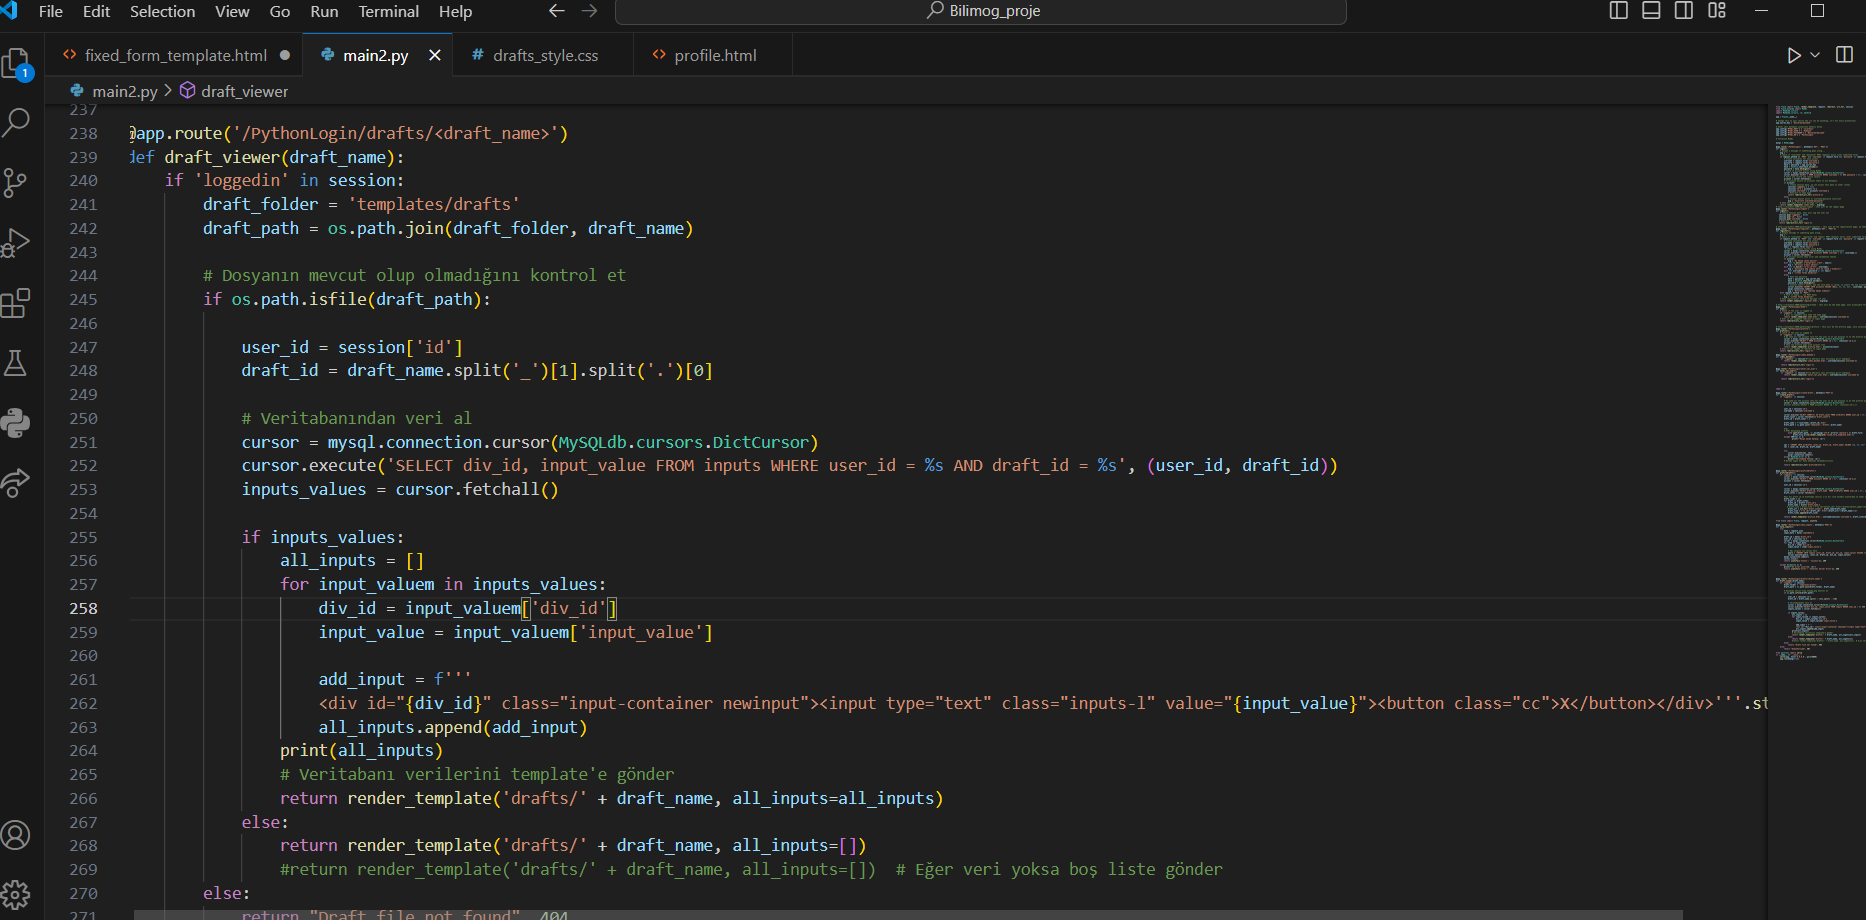 File Edit Selection View Go Run Terminal Help Bilimog_proje
fixed_form_template.html main2.py drafts_style.css profile.html
main2.py draft_viewer
1
237
238 @app.route('/PythonLogin/drafts/<draft_name>')
239 def draft_viewer(draft_name):
240 if 'loggedin' in session:
241 draft_folder = 'templates/drafts'
242 draft_path = os.path.join(draft_folder, draft_name)
243
244 # Dosyanın mevcut olup olmadığını kontrol et
245 if os.path.isfile(draft_path):
246
247 user_id = session['id']
248 draft_id = draft_name.split('_')[1].split('.')[0]
249
250 # Veritabanından veri al
251 cursor = mysql.connection.cursor(MySQLdb.cursors.DictCursor)
252 cursor.execute('SELECT div_id, input_value FROM inputs WHERE user_id = %s AND draft_id = %s', (user_id, draft_id))
253 inputs_values = cursor.fetchall()
254
255 if inputs_values:
256 all_inputs = []
257 for input_valuem in inputs_values:
258 div_id = input_valuem['div_id']
259 input_value = input_valuem['input_value']
260
261 add_input = f'''
262 <div id="{div_id}" class="input-container newinput"><input type="text" class="inputs-l" value="{input_value}"><button class="cc">X</button></div>'''.st
263 all_inputs.append(add_input)
264 print(all_inputs)
265 # Veritabanı verilerini template'e gönder
266 return render_template('drafts/' + draft_name, all_inputs=all_inputs)
267 else:
268 return render_template('drafts/' + draft_name, all_inputs=[])
269 #return render_template('drafts/' + draft_name, all_inputs=[]) # Eğer veri yoksa boş liste gönder
270 else:
271 return "Draft file not found", 404